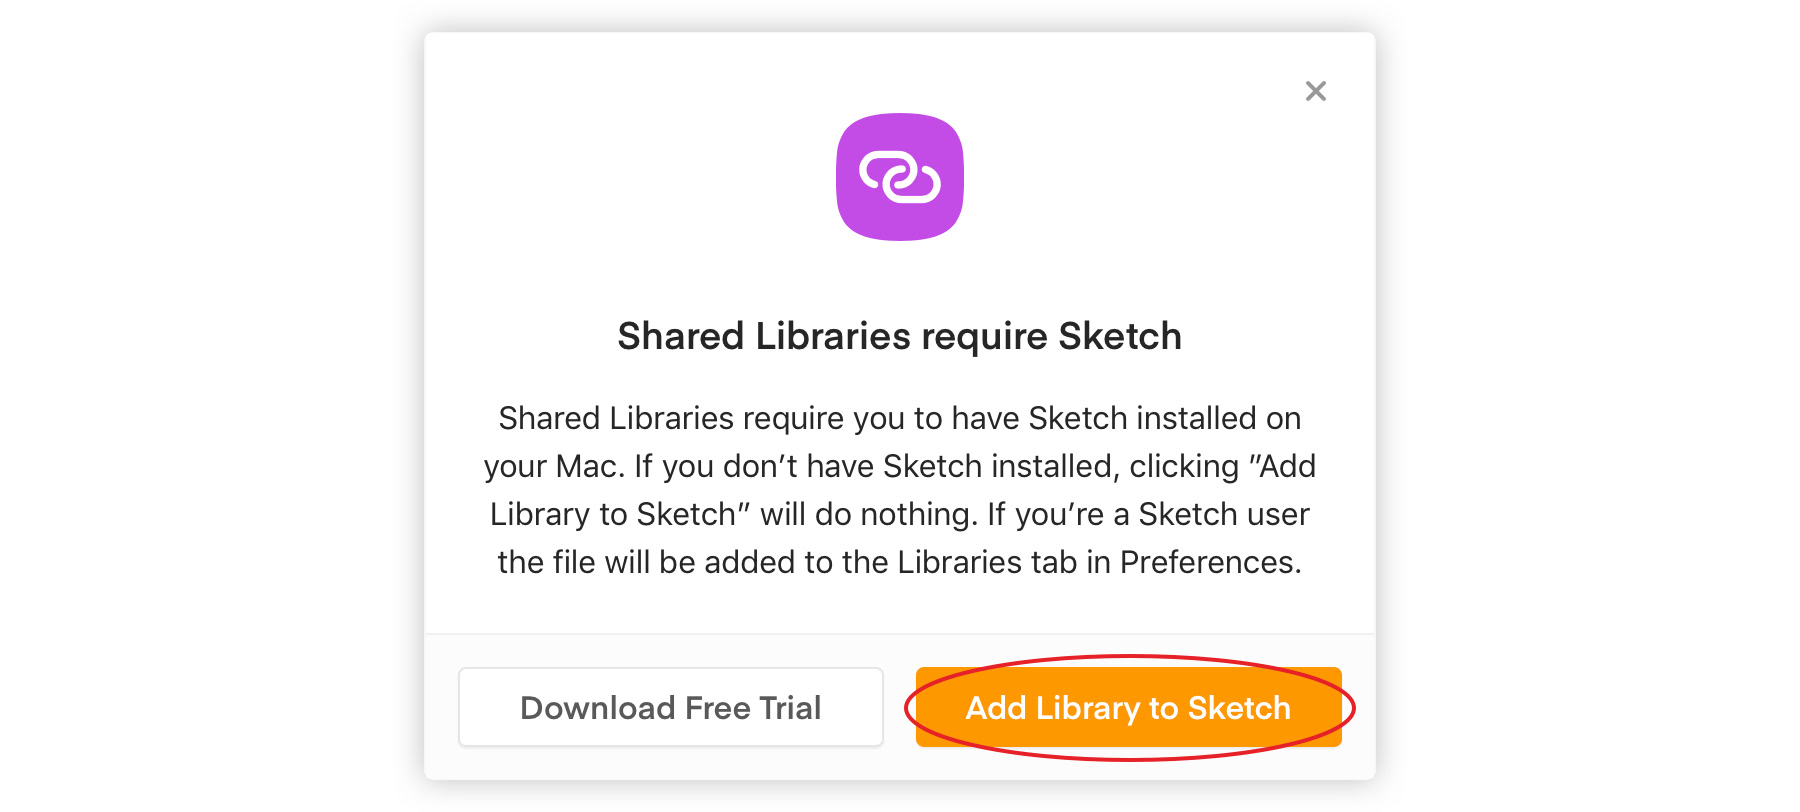 Shared Libraries require Sketch
Shared Libraries require you to have Sketch installed on
your Mac. If you don’t have Sketch installed, clicking ”Add
Library to Sketch” will do nothing. If you’re a Sketch user
the file will be added to the Libraries tab in Preferences.
Download Free Trial
Add Library to Sketch